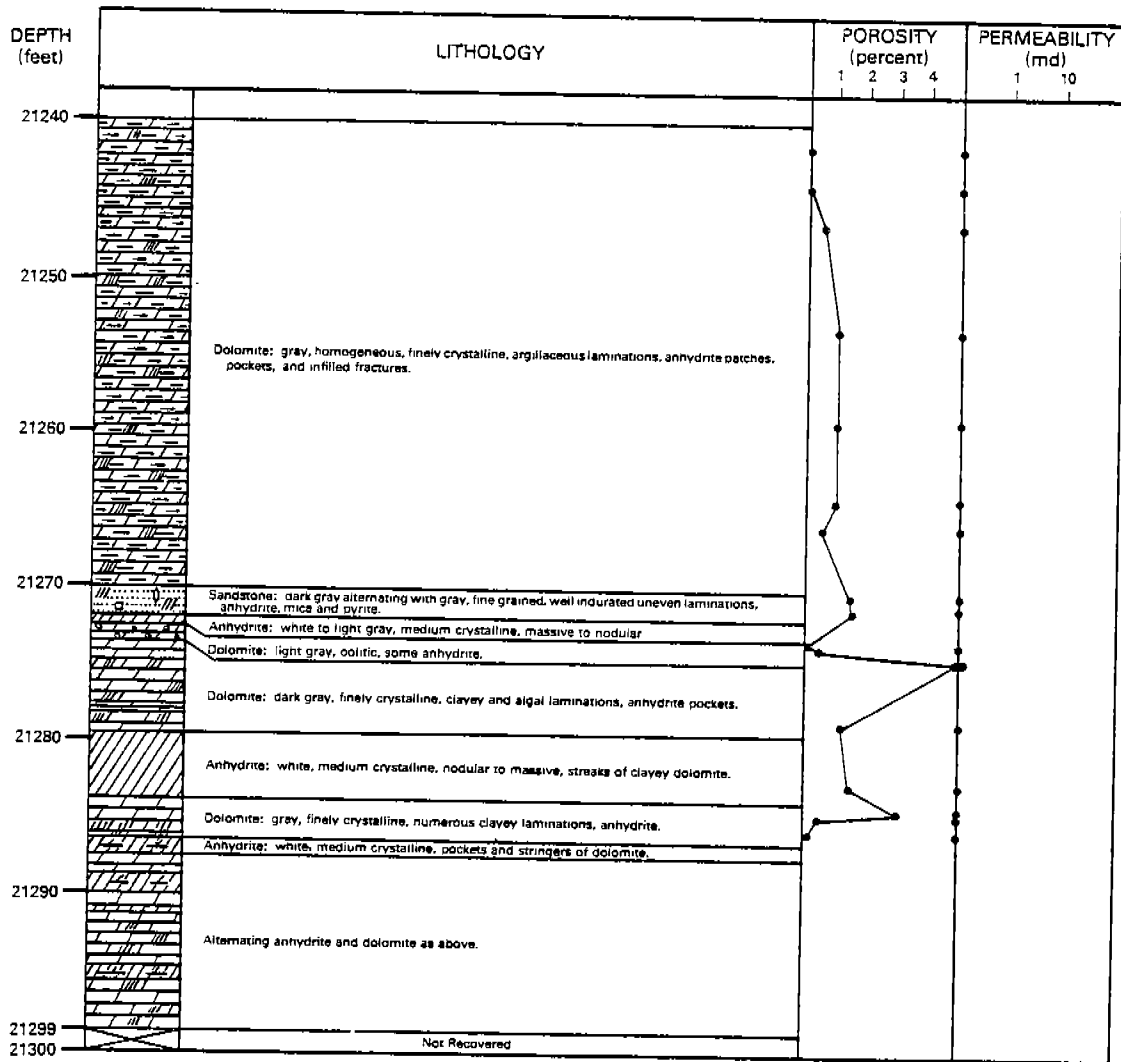 DEPTH
(feet)
LITHOLOGY
POROSITY
(percent)
1 2 3 4
PERMEABILITY
(md)
1 10
21240
21250
Dolomite: gray, homogeneous, finely crystalline, argillaceous laminations, anhydrite patches,
pockets, and infilled fractures.
21260
21270
Sandstone: dark gray alternating with gray, fine grained, well indurated uneven laminations,
anhydrite, mica and pyrite.
Anhydrite: white to light gray, medium crystalline, massive to nodular
Dolomite: light gray, oolitic, some anhydrite.
Dolomite: dark gray, finely crystalline, clayey and algal laminations, anhydrite pockets.
21280
Anhydrite: white, medium crystalline, nodular to massive, streaks of clayey dolomite.
Dolomite: gray, finely crystalline, numerous clayey laminations, anhydrite.
Anhydrite: white, medium crystalline, pockets and stringers of dolomite.
21290
Alternating anhydrite and dolomite as above.
21299
Not Recovered
21300